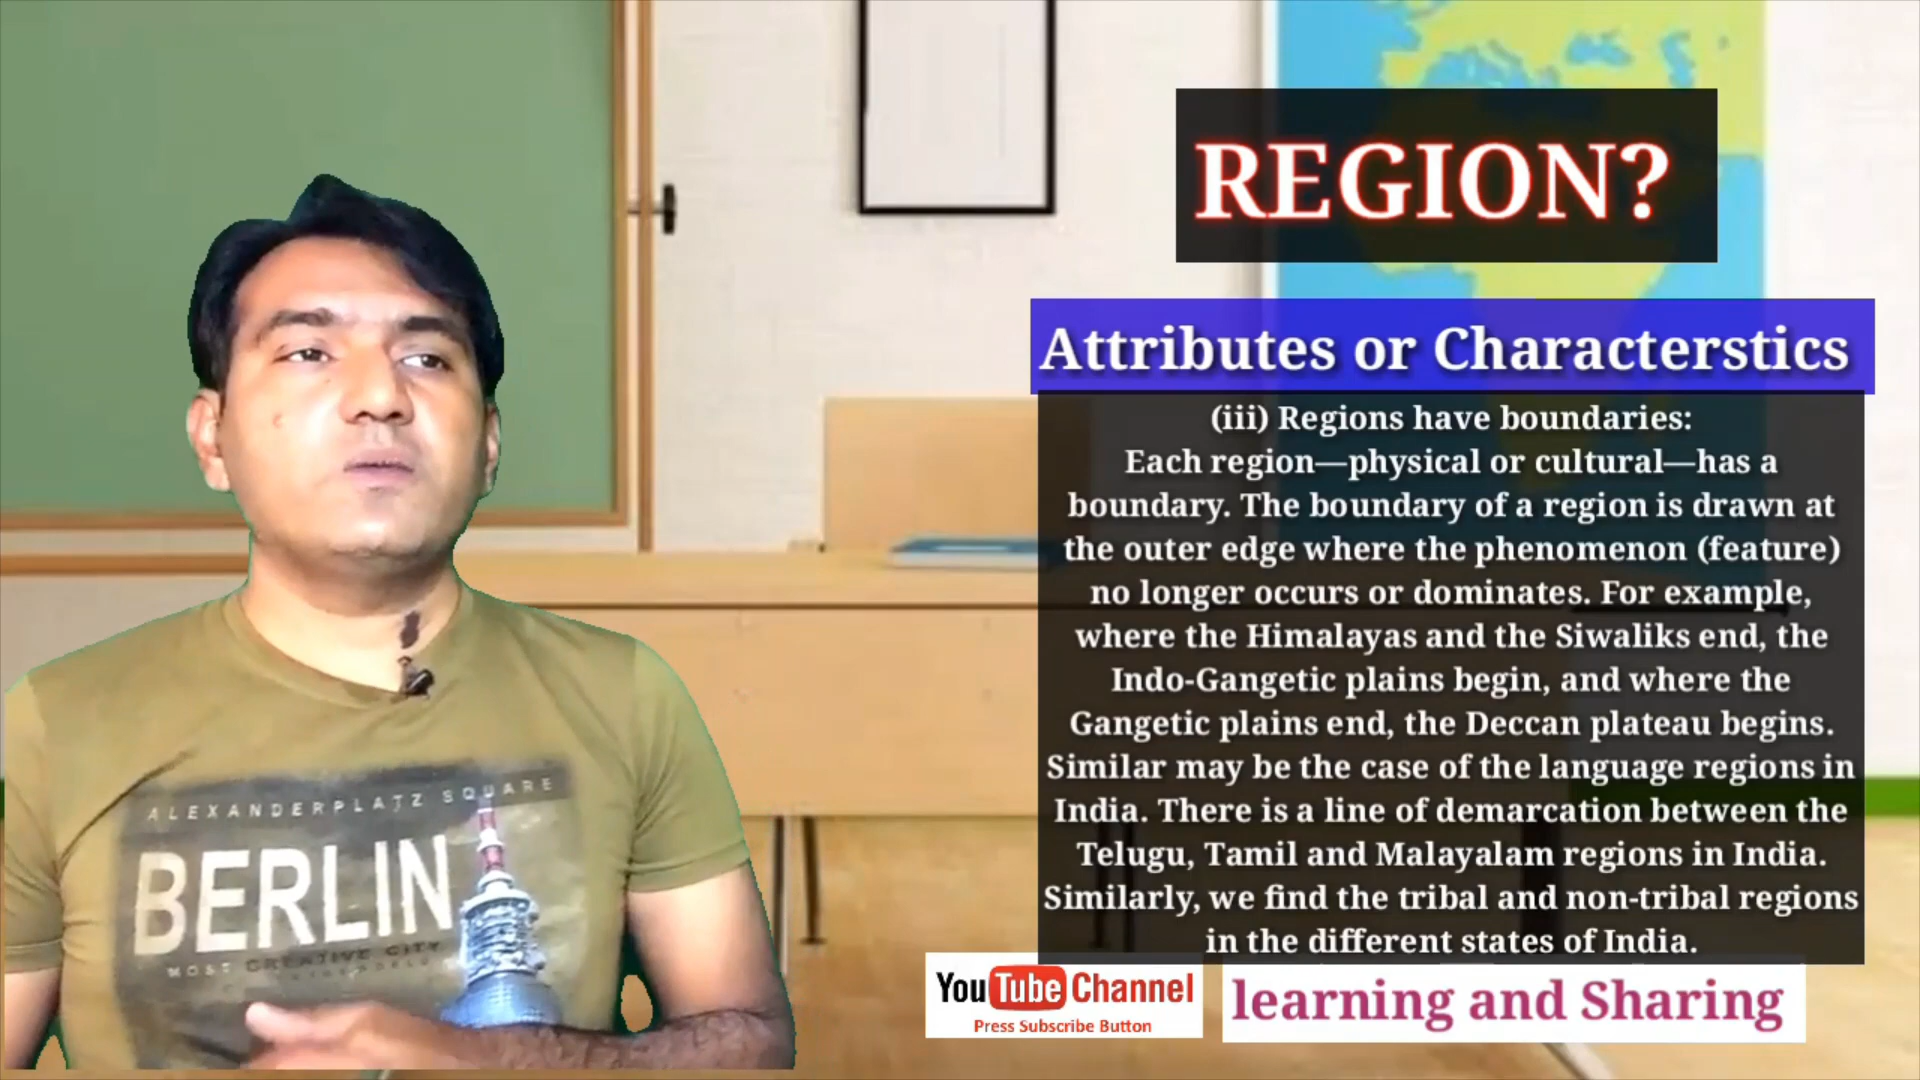 REGION?
Attributes or Characterstics
(iii) Regions have boundaries:
Each region—physical or cultural—has a
boundary. The boundary of a region is drawn at
the outer edge where the phenomenon (feature)
no longer occurs or dominates. For example,
where the Himalayas and the Siwaliks end, the
Indo-Gangetic plains begin, and where the
Gangetic plains end, the Deccan plateau begins.
Similar may be the case of the language regions in
India. There is a line of demarcation between the
Telugu, Tamil and Malayalam regions in India.
Similarly, we find the tribal and non-tribal regions
in the different states of India.
YouTube Channel
Press Subscribe Button
learning and Sharing
ALEXANDERPLATZ SQUARE
BERLIN
MOST CREATIVE CITY